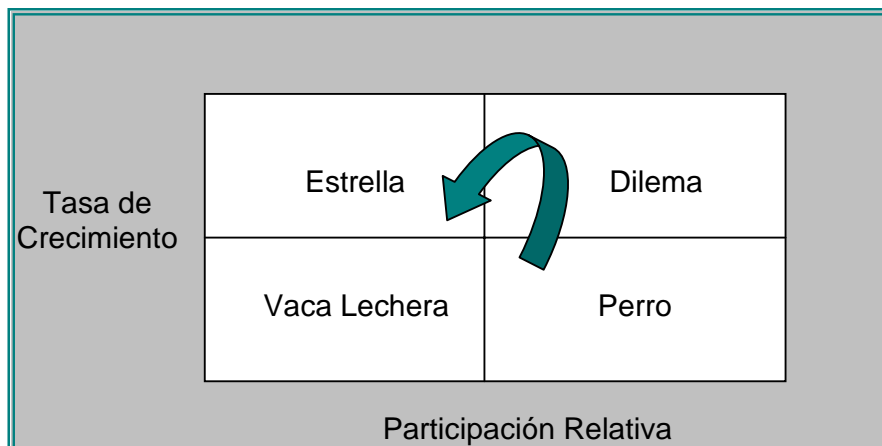 Estrella
Dilema
Tasa de
Crecimiento
Vaca Lechera
Perro
Participación Relativa